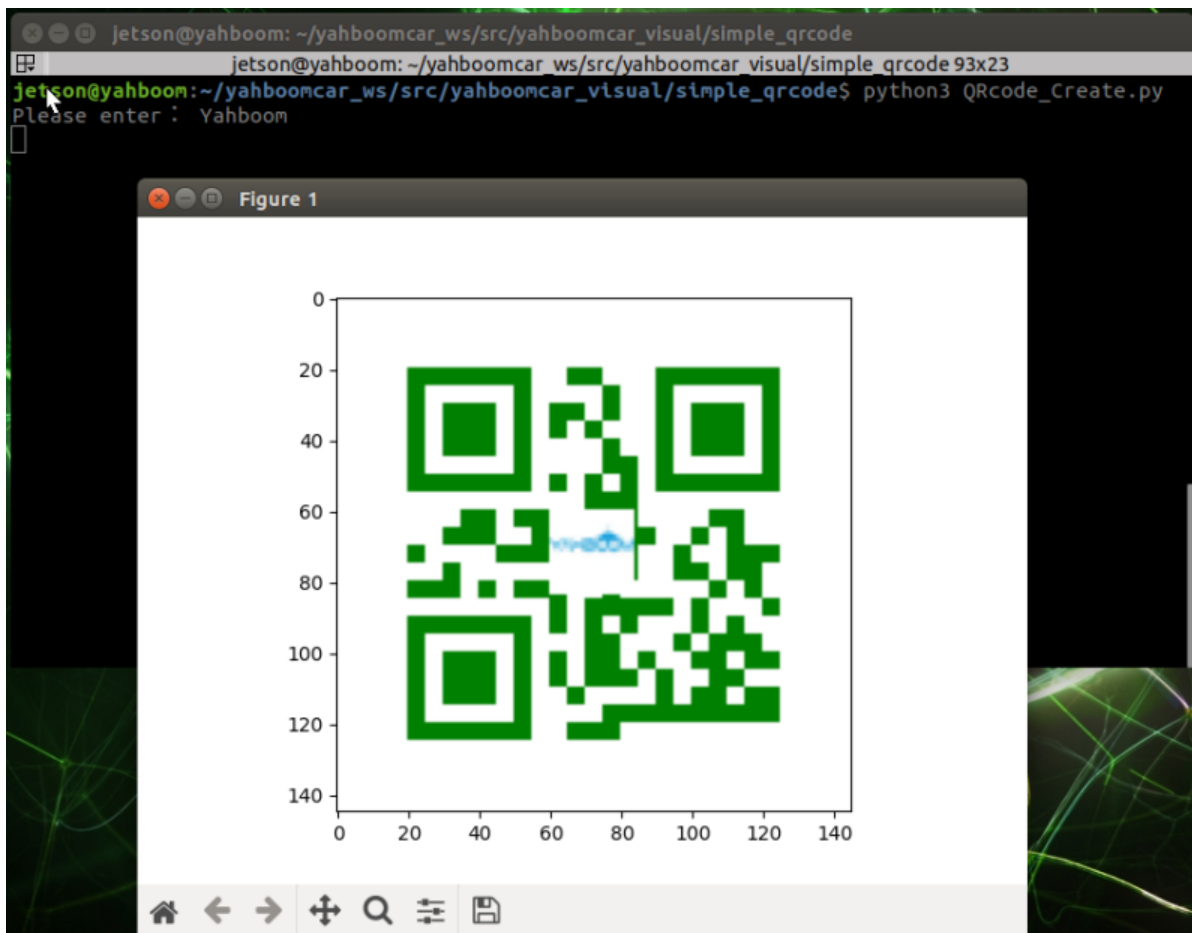 jetson@yahboom: ~/yahboomcar_ws/src/yahboomcar_visual/simple_qrcode
jetson@yahboom: ~/yahboomcar_ws/src/yahboomcar_visual/simple_qrcode 93x23
jetson@yahboom:~/yahboomcar_ws/src/yahboomcar_visual/simple_qrcode$ python3 QRcode_Create.py
Please enter： Yahboom
Figure 1
0
20
40
60
YAHBOOM
80
100
120
140
0 20 40 60 80 100 120 140